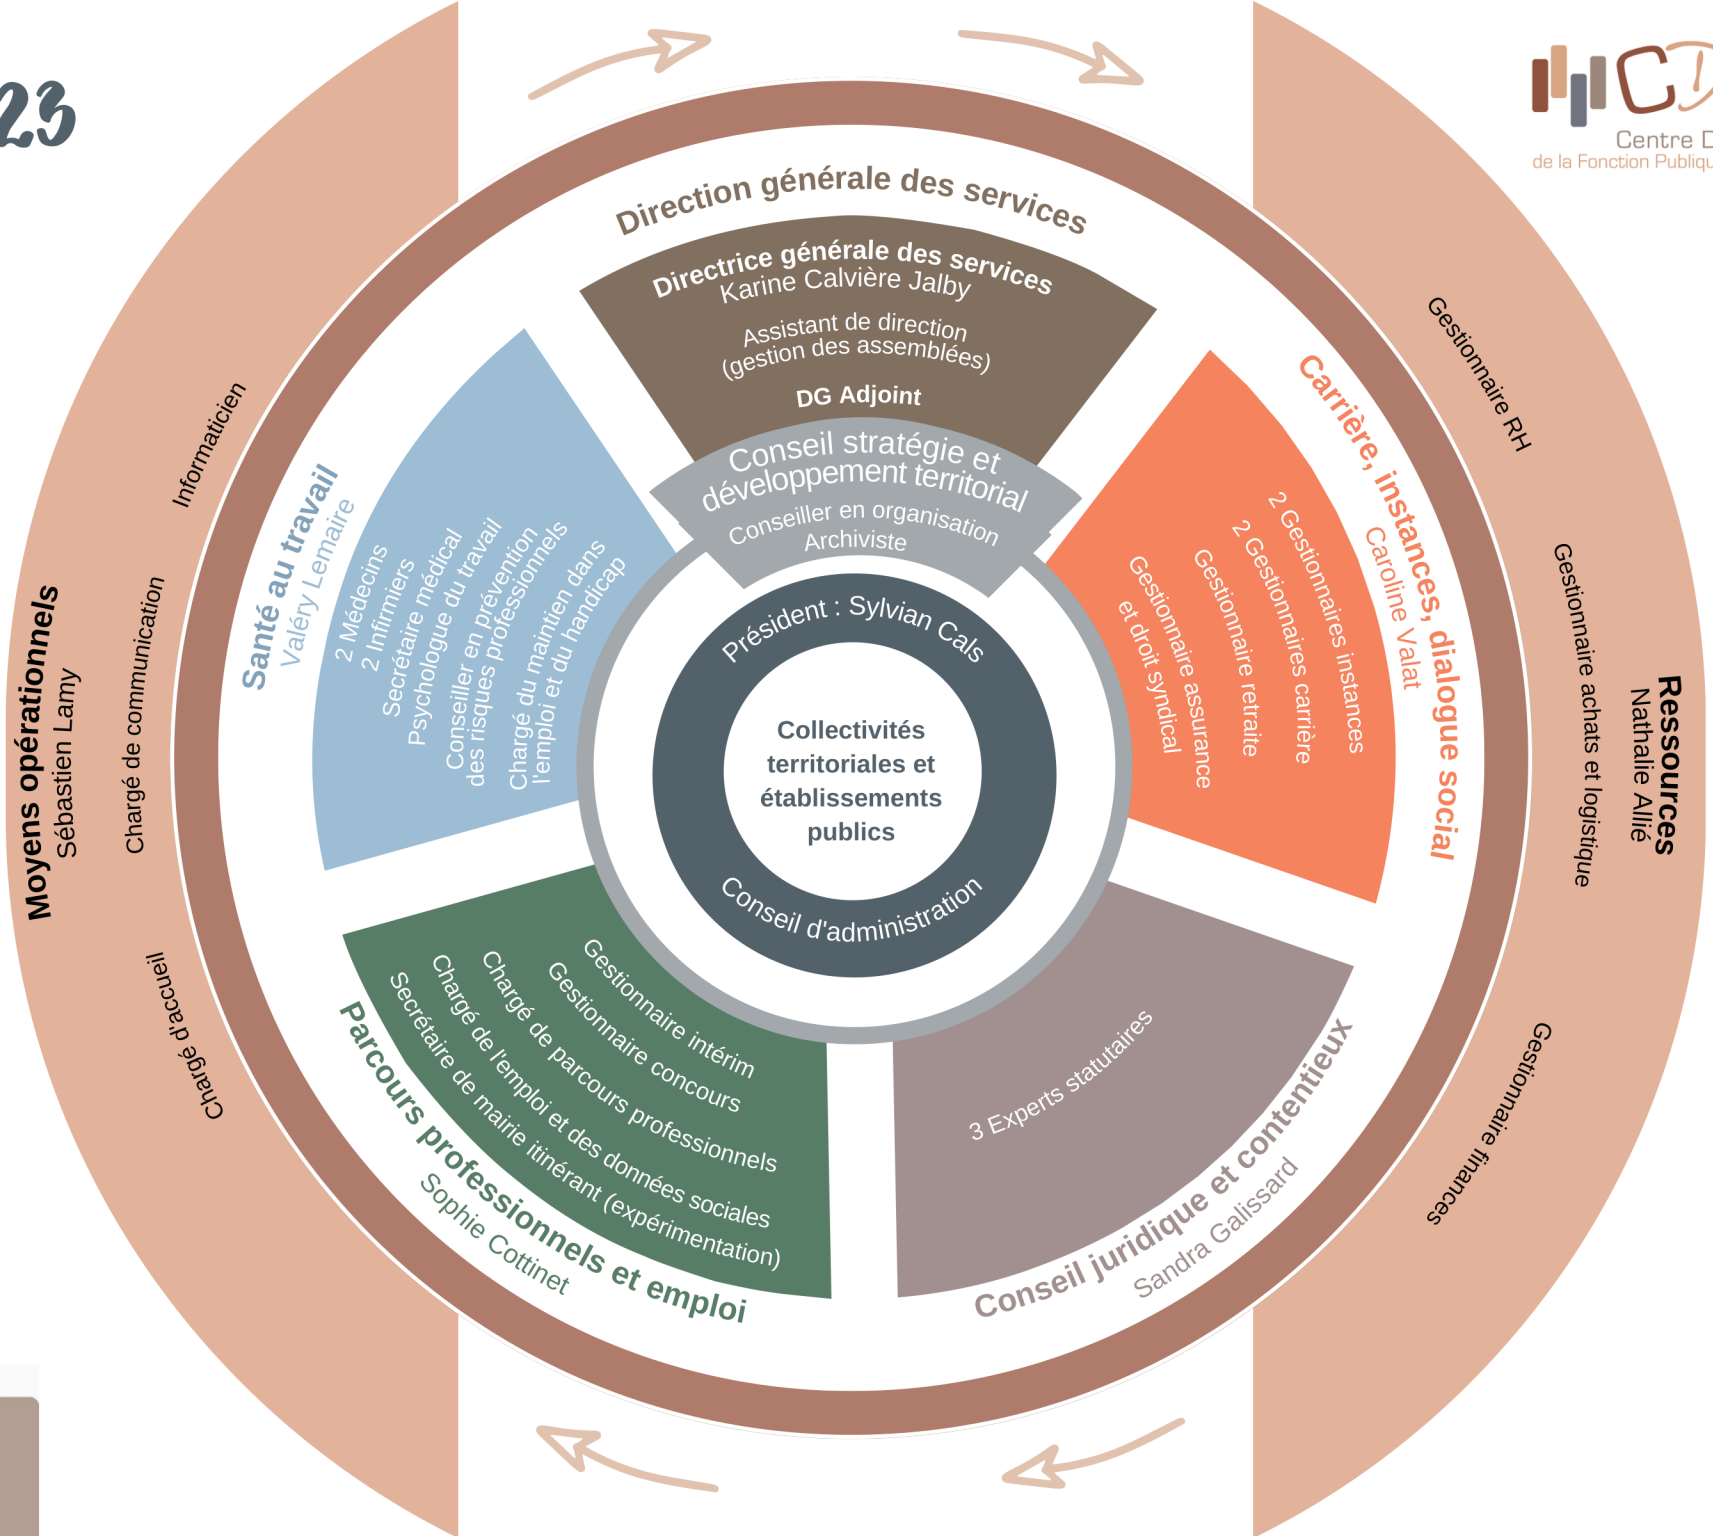 23
Centre
de la Fonction
Direction générale des services
Directrice générale des services
Karine Calvière Jalby
Assistant de direction
(gestion des assemblées)
DG Adjoint
Conseil stratégie et
développement territorial
Conseiller en organisation
Archiviste
Président : Sylvian Cals
Collectivités
territoriales et
établissements
publics
Conseil d'administration
Carrière, instances, dialogue social
Caroline Valat
2 Gestionnaires instances
2 Gestionnaires carrière
Gestionnaire retraite
Gestionnaire assurance
et droit syndical
Conseil juridique et contentieux
Sandra Galissard
3 Experts statutaires
Parcours professionnels et emploi
Sophie Cottinet
Gestionnaire intérim
Gestionnaire concours
Chargé de parcours professionnels
Chargé de l'emploi et des données sociales
Secrétaire de mairie itinérant (expérimentation)
Santé au travail
Valéry Lemaire
2 Médecins
2 Infirmiers
Secrétaire médical
Psychologue du travail
Conseiller en prévention
des risques professionnels
Chargé du maintien dans
l'emploi et du handicap
Moyens opérationnels
Sébastien Lamy
Informaticien
Chargé de communication
Chargé d'accueil
Ressources
Nathalie Allié
Gestionnaire RH
Gestionnaire achats et logistique
Gestionnaire finances